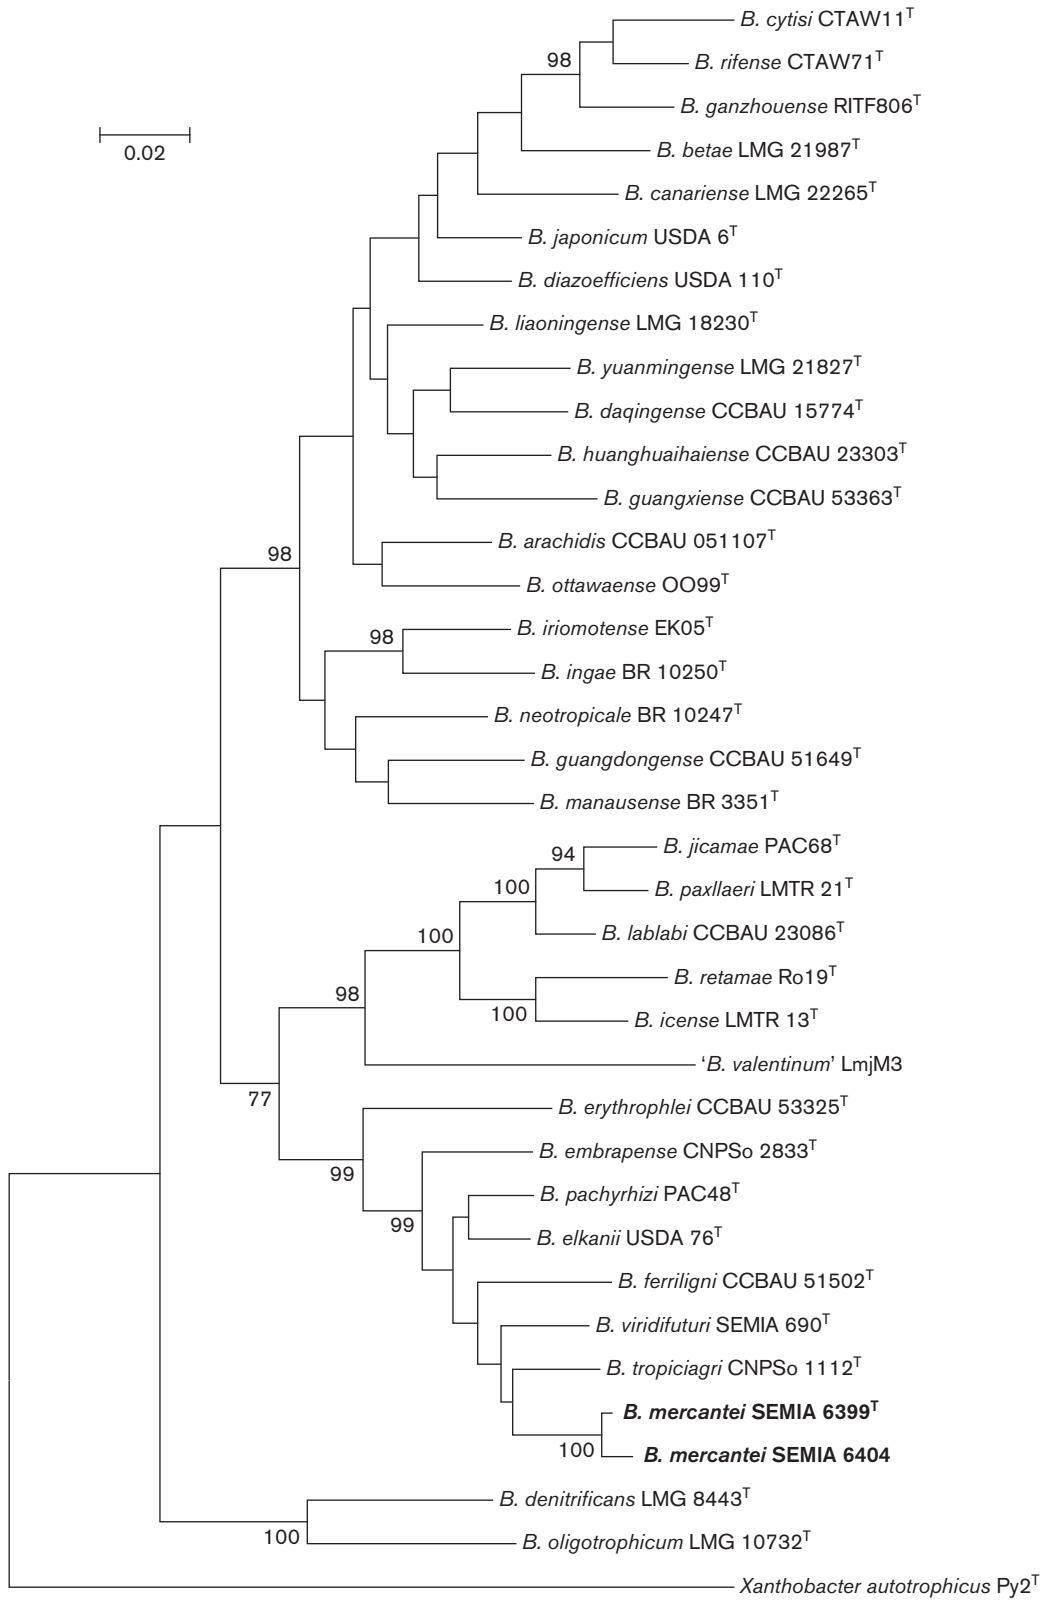 B. cytisi CTAW11ᵀ
98
B. rifense CTAW71ᵀ
B. ganzhouense RITF806ᵀ
0.02
B. betae LMG 21987ᵀ
B. canariense LMG 22265ᵀ
B. japonicum USDA 6ᵀ
B. diazoefficiens USDA 110ᵀ
B. liaoningense LMG 18230ᵀ
B. yuanmingense LMG 21827ᵀ
B. daqingense CCBAU 15774ᵀ
B. huanghuaihaiense CCBAU 23303ᵀ
B. guangxiense CCBAU 53363ᵀ
B. arachidis CCBAU 051107ᵀ
98
B. ottawaense OO99ᵀ
B. iriomotense EK05ᵀ
98
B. ingae BR 10250ᵀ
B. neotropicale BR 10247ᵀ
B. guangdongense CCBAU 51649ᵀ
B. manausense BR 3351ᵀ
B. jicamae PAC68ᵀ
94
B. paxllaeri LMTR 21ᵀ
100
B. lablabi CCBAU 23086ᵀ
100
B. retamae Ro19ᵀ
98
100
B. icense LMTR 13ᵀ
‘B. valentinum’ LmjM3
77
B. erythrophlei CCBAU 53325ᵀ
B. embrapense CNPSo 2833ᵀ
99
B. pachyrhizi PAC48ᵀ
99
B. elkanii USDA 76ᵀ
B. ferriligni CCBAU 51502ᵀ
B. viridifuturi SEMIA 690ᵀ
B. tropiciagri CNPSo 1112ᵀ
B. mercantei SEMIA 6399ᵀ
100
B. mercantei SEMIA 6404
B. denitrificans LMG 8443ᵀ
100
B. oligotrophicum LMG 10732ᵀ
Xanthobacter autotrophicus Py2ᵀ